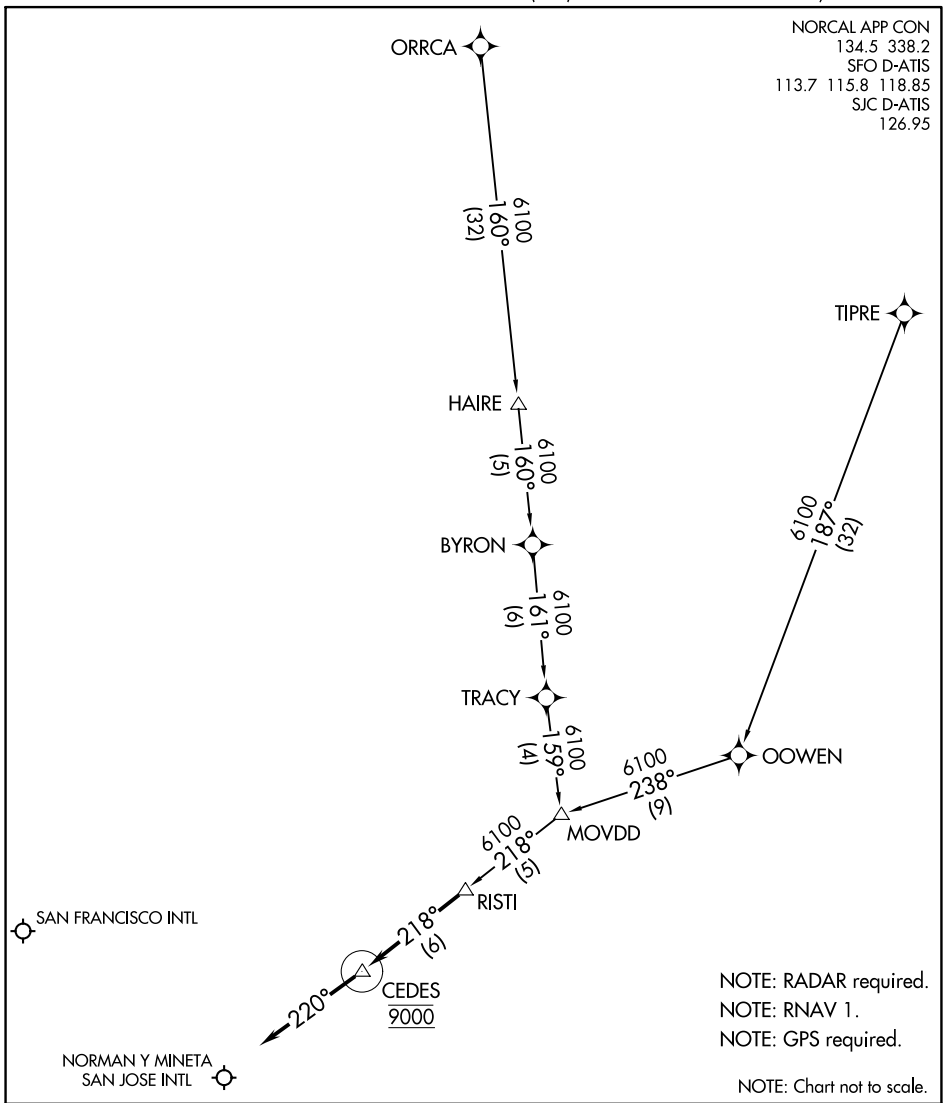 NORCAL APP CON
134.5 338.2
SFO D-ATIS
113.7 115.8 118.85
SJC D-ATIS
126.95
ORRCA
6100
160°
(32)
TIPRE
HAIRE
6100
160°
(5)
6100
187°
(32)
BYRON
6100
161°
(6)
TRACY
6100
159°
(4)
OOWEN
6100
238°
(9)
MOVDD
6100
218°
(5)
RISTI
SAN FRANCISCO INTL
218°
(6)
CEDES
9000
220°
NORMAN Y MINETA
SAN JOSE INTL
NOTE: RADAR required.
NOTE: RNAV 1.
NOTE: GPS required.
NOTE: Chart not to scale.